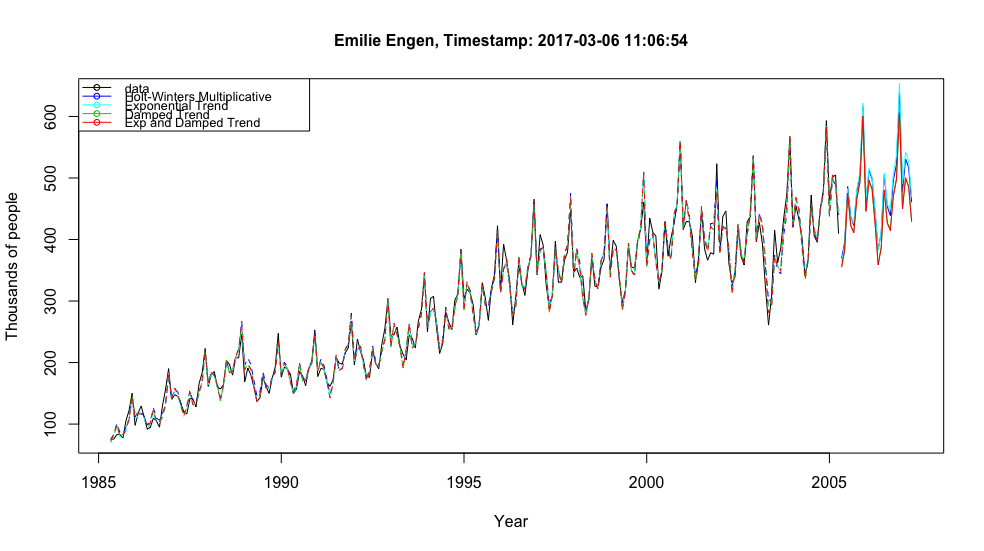 Emilie Engen, Timestamp: 2017-03-06 11:06:54
data
Holt-Winters Multiplicative
Exponential Trend
Damped Trend
Exp and Damped Trend
Thousands of people
600
500
400
300
200
100
1985
1990
1995
2000
2005
Year